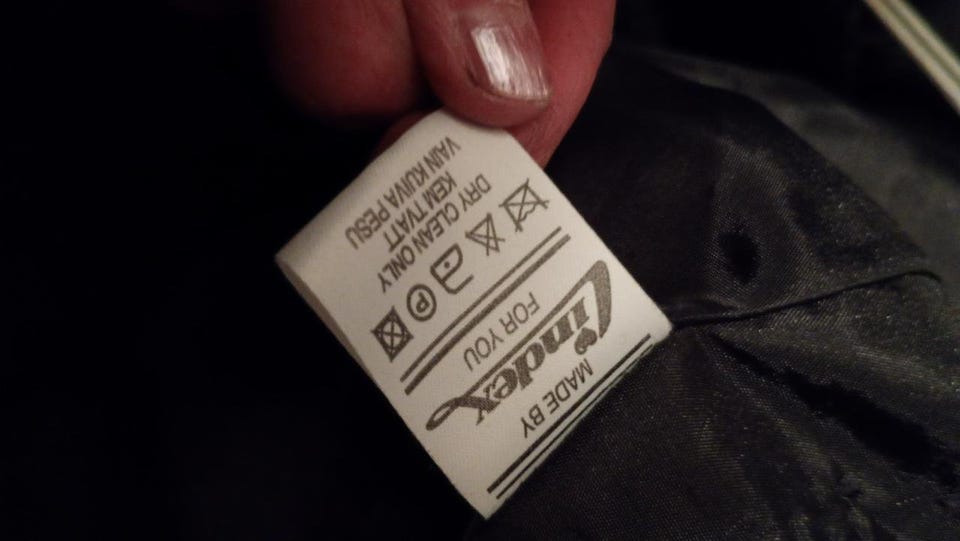 MADE BY
Lindex
FOR YOU
P
DRY CLEAN ONLY
KEM TVATT
VAIN KUIVA PESU